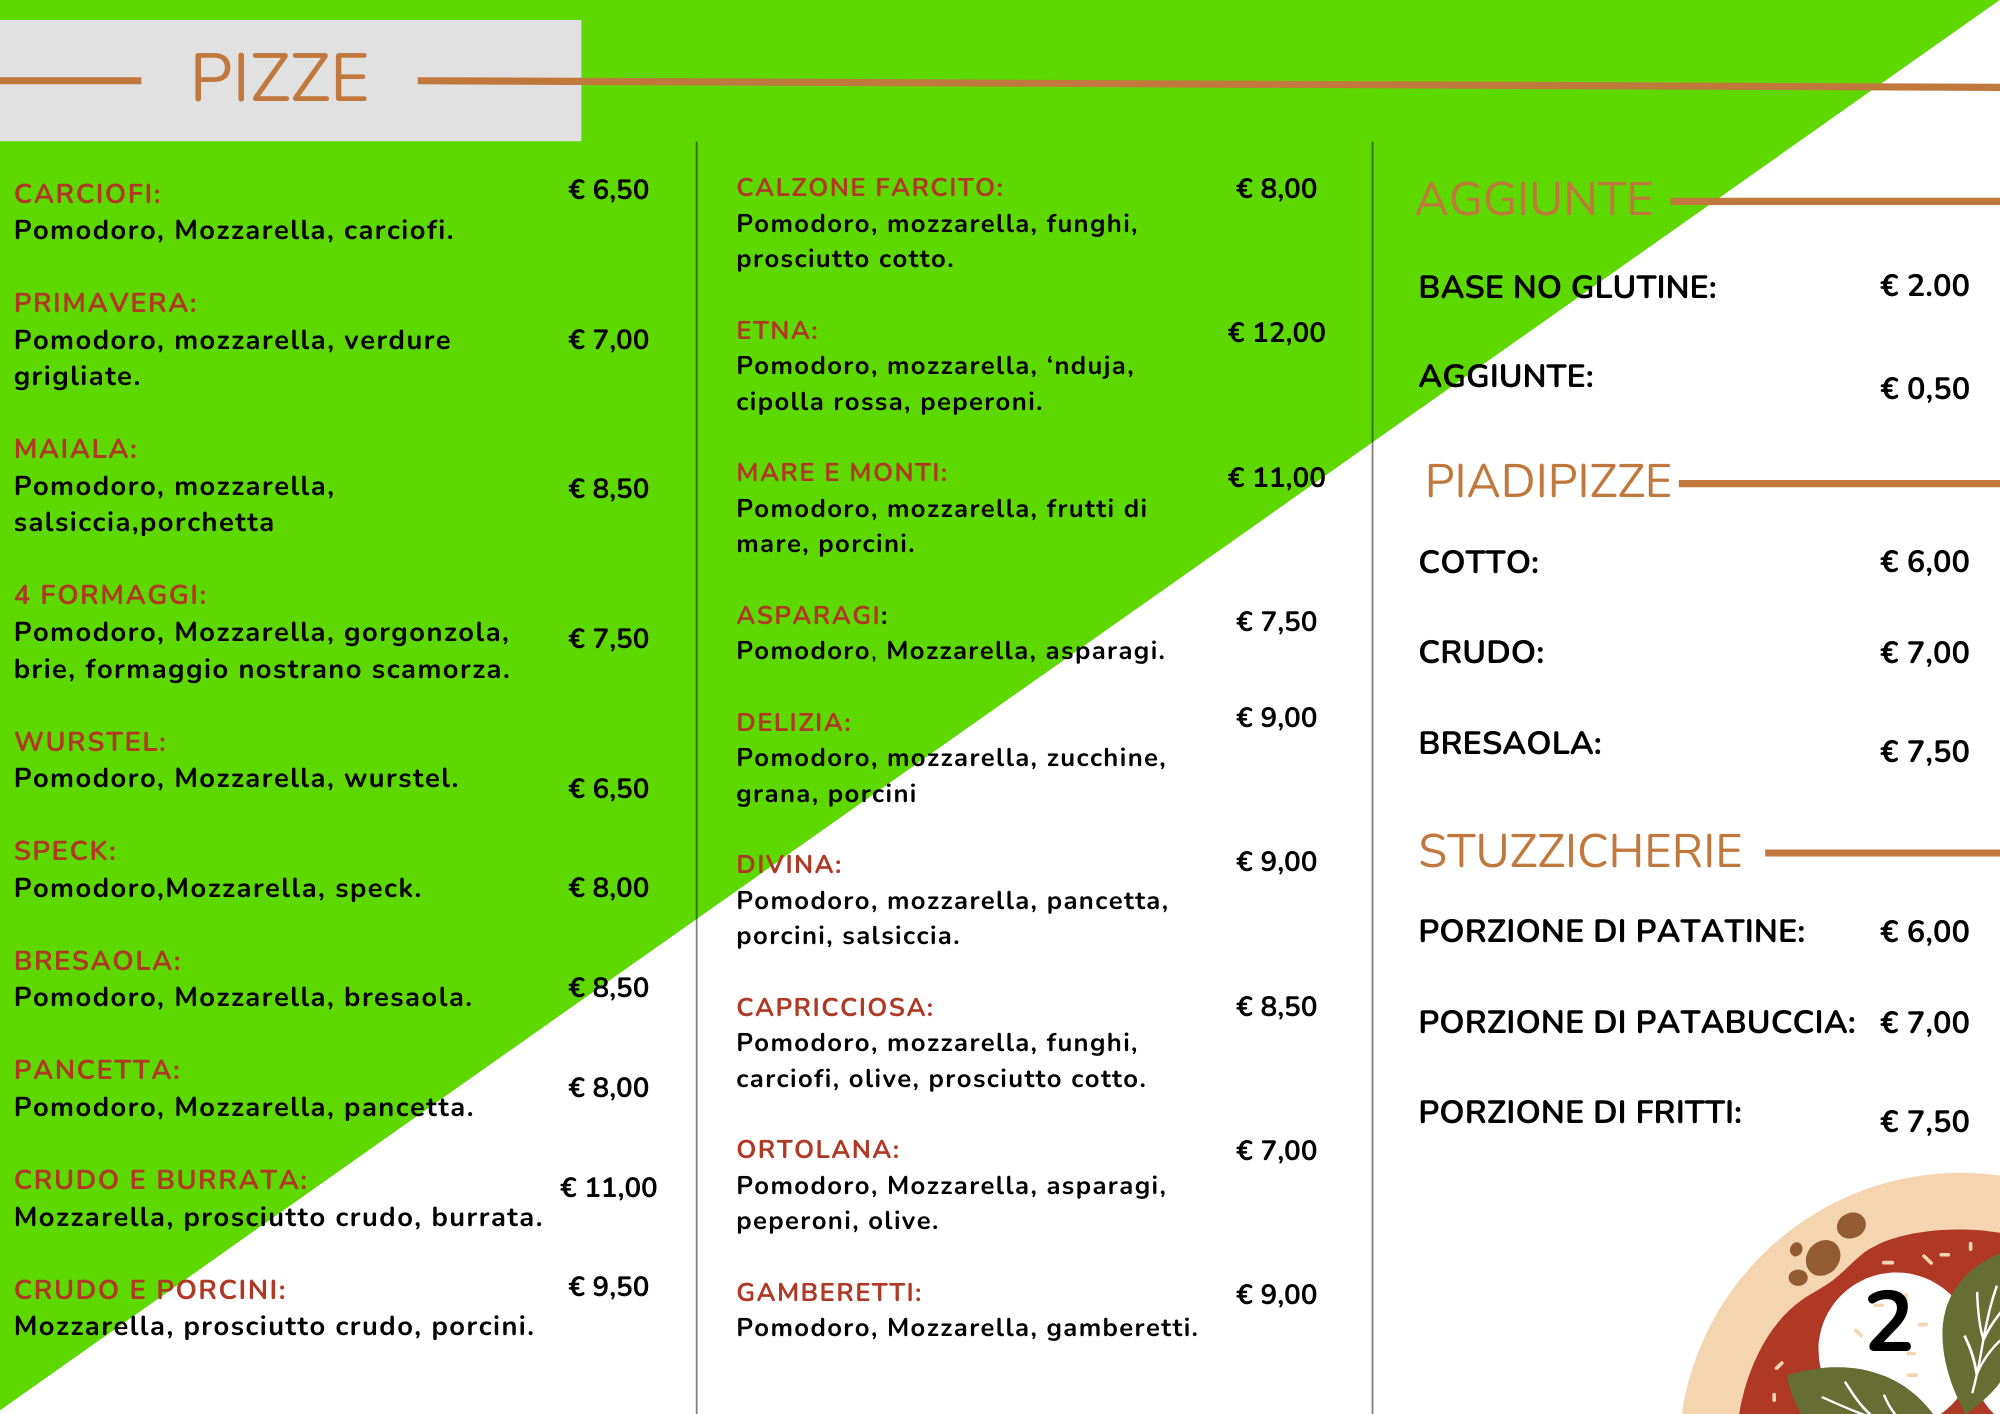 PIZZE
CARCIOFI: € 6,50
Pomodoro, Mozzarella, carciofi.
PRIMAVERA:
Pomodoro, mozzarella, verdure € 7,00
grigliate.
MAIALA:
Pomodoro, mozzarella, € 8,50
salsiccia,porchetta
4 FORMAGGI:
Pomodoro, Mozzarella, gorgonzola, € 7,50
brie, formaggio nostrano scamorza.
WURSTEL:
Pomodoro, Mozzarella, wurstel. € 6,50
SPECK:
Pomodoro,Mozzarella, speck. € 8,00
BRESAOLA:
Pomodoro, Mozzarella, bresaola. € 8,50
PANCETTA:
Pomodoro, Mozzarella, pancetta. € 8,00
CRUDO E BURRATA: € 11,00
Mozzarella, prosciutto crudo, burrata.
CRUDO E PORCINI: € 9,50
Mozzarella, prosciutto crudo, porcini.
CALZONE FARCITO: € 8,00
Pomodoro, mozzarella, funghi,
prosciutto cotto.
ETNA: € 12,00
Pomodoro, mozzarella, ‘nduja,
cipolla rossa, peperoni.
MARE E MONTI: € 11,00
Pomodoro, mozzarella, frutti di
mare, porcini.
ASPARAGI: € 7,50
Pomodoro, Mozzarella, asparagi.
DELIZIA: € 9,00
Pomodoro, mozzarella, zucchine,
grana, porcini
DIVINA: € 9,00
Pomodoro, mozzarella, pancetta,
porcini, salsiccia.
CAPRICCIOSA: € 8,50
Pomodoro, mozzarella, funghi,
carciofi, olive, prosciutto cotto.
ORTOLANA: € 7,00
Pomodoro, Mozzarella, asparagi,
peperoni, olive.
GAMBERETTI: € 9,00
Pomodoro, Mozzarella, gamberetti.
AGGIUNTE
BASE NO GLUTINE: € 2.00
AGGIUNTE: € 0,50
PIADIPIZZE
COTTO: € 6,00
CRUDO: € 7,00
BRESAOLA: € 7,50
STUZZICHERIE
PORZIONE DI PATATINE: € 6,00
PORZIONE DI PATABUCCIA: € 7,00
PORZIONE DI FRITTI: € 7,50
2